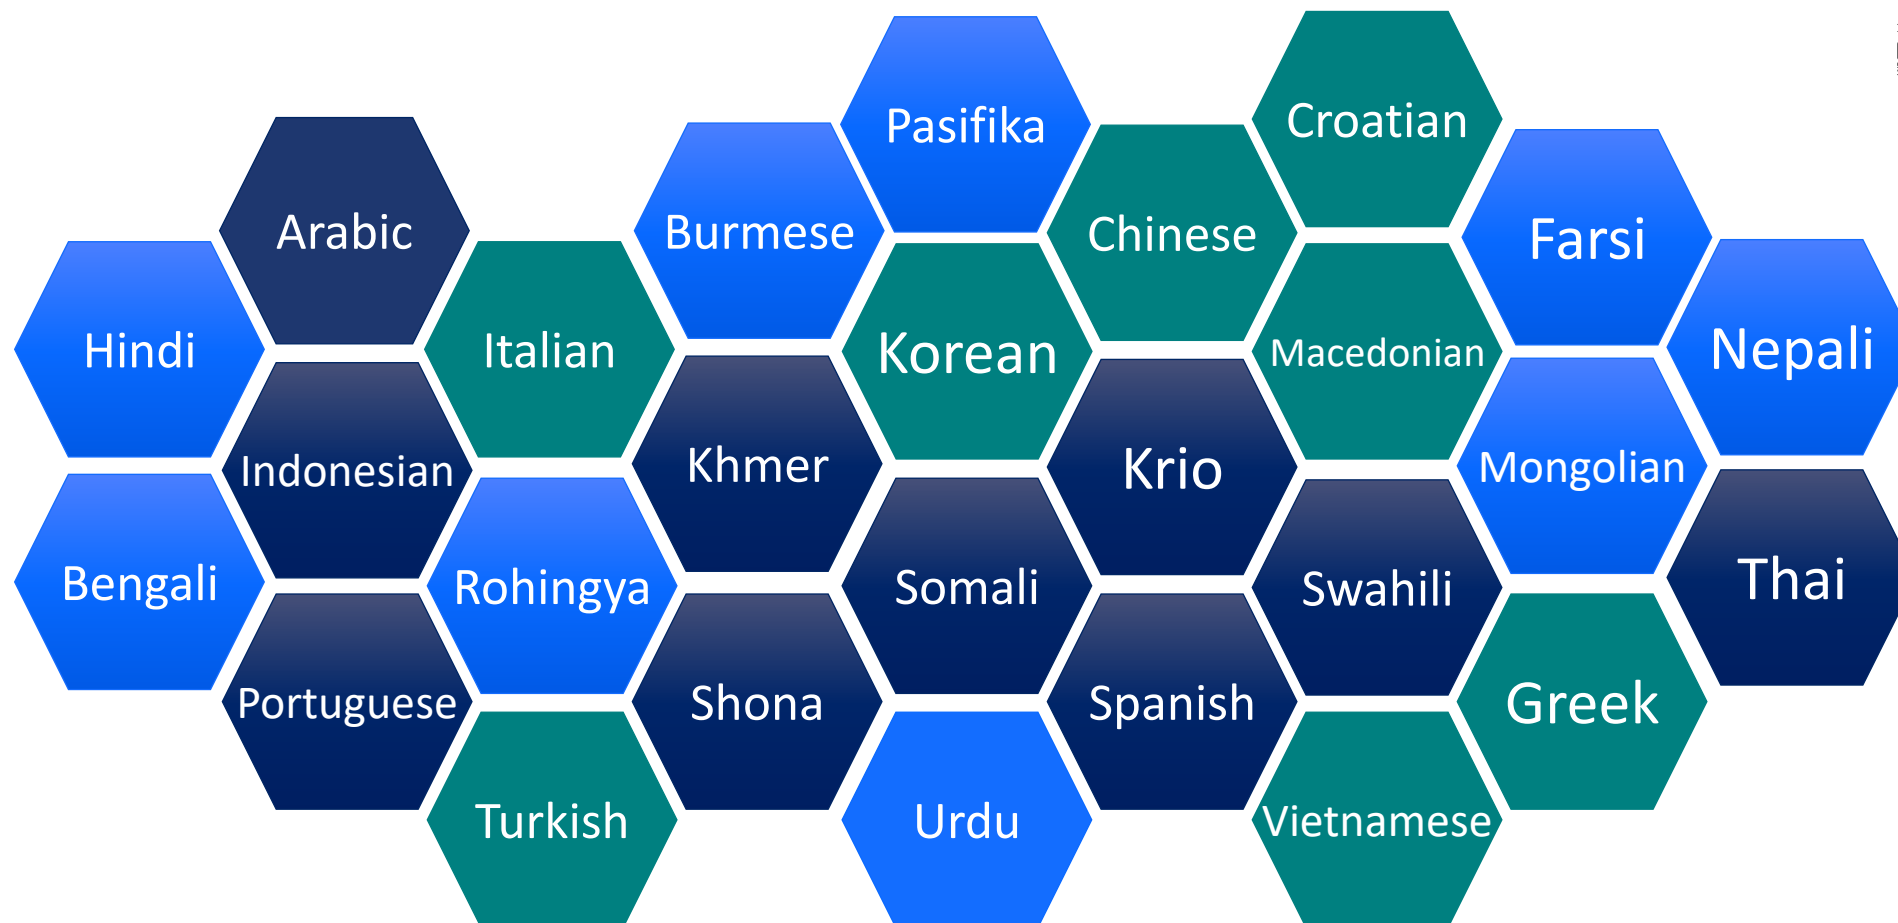 Pasifika
Croatian
Arabic
Burmese
Chinese
Farsi
Hindi
Italian
Korean
Macedonian
Nepali
Indonesian
Khmer
Krio
Mongolian
Bengali
Rohingya
Somali
Swahili
Thai
Portuguese
Shona
Spanish
Greek
Turkish
Urdu
Vietnamese